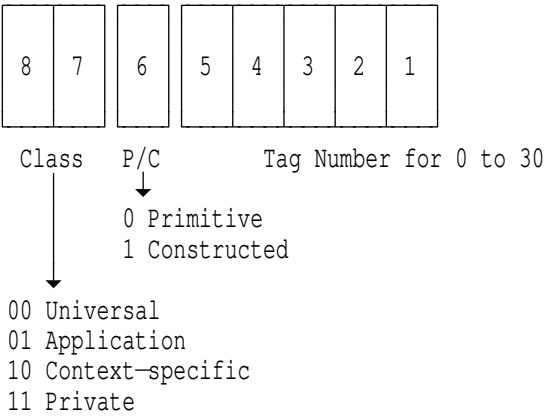 8 7 6 5 4 3 2 1
Class P/C Tag Number for 0 to 30
0 Primitive
1 Constructed
00 Universal
01 Application
10 Context—specific
11 Private